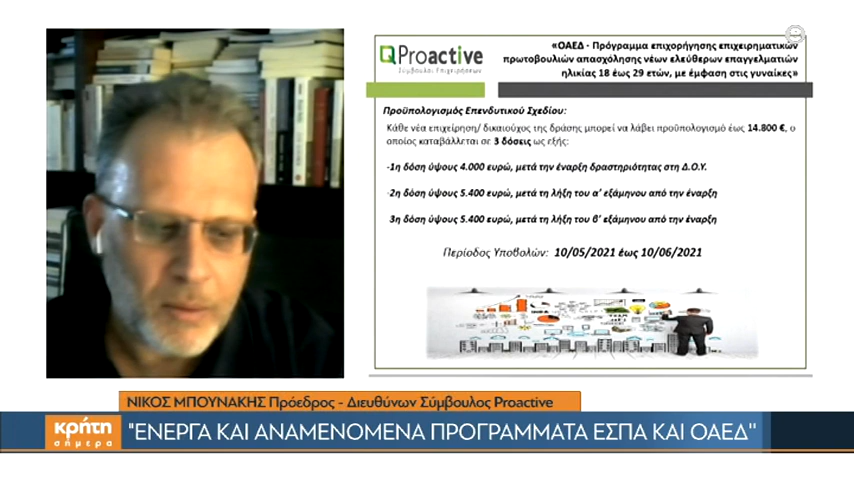 Proactive
Σύμβουλοι Επιχειρήσεων
«ΟΑΕΔ - Πρόγραμμα επιχορήγησης επιχειρηματικών
πρωτοβουλιών απασχόλησης νέων ελεύθερων επαγγελματιών
ηλικίας 18 έως 29 ετών, με έμφαση στις γυναίκες»
Προϋπολογισμός Επενδυτικού Σχεδίου:
Κάθε νέα επιχείρηση/ δικαιούχος της δράσης μπορεί να λάβει προϋπολογισμό έως 14.800 €, ο
οποίος καταβάλλεται σε 3 δόσεις ως εξής:
-1η δόση ύψους 4.000 ευρώ, μετά την έναρξη δραστηριότητας στη Δ.Ο.Υ.
-2η δόση ύψους 5.400 ευρώ, μετά τη λήξη του α’ εξάμηνου από την έναρξη
3η δόση ύψους 5.400 ευρώ, μετά τη λήξη του β’ εξάμηνου από την έναρξη
Περίοδος Υποβολών: 10/05/2021 έως 10/06/2021
ΝΙΚΟΣ ΜΠΟΥΝΑΚΗΣ Πρόεδρος - Διευθύνων Σύμβουλος Proactive
κρήτη
σήμερα
"ΕΝΕΡΓΑ ΚΑΙ ΑΝΑΜΕΝΟΜΕΝΑ ΠΡΟΓΡΑΜΜΑΤΑ ΕΣΠΑ ΚΑΙ ΟΑΕΔ"